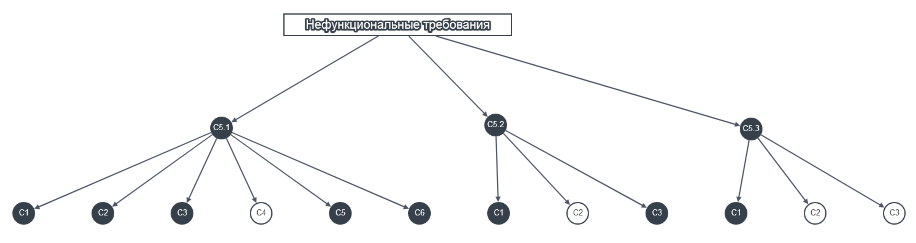 Нефункциональные требования
C5.1
C5.2
C5.3
C1 C2 C3 C4 C5 C6 C1 C2 C3 C1 C2 C3